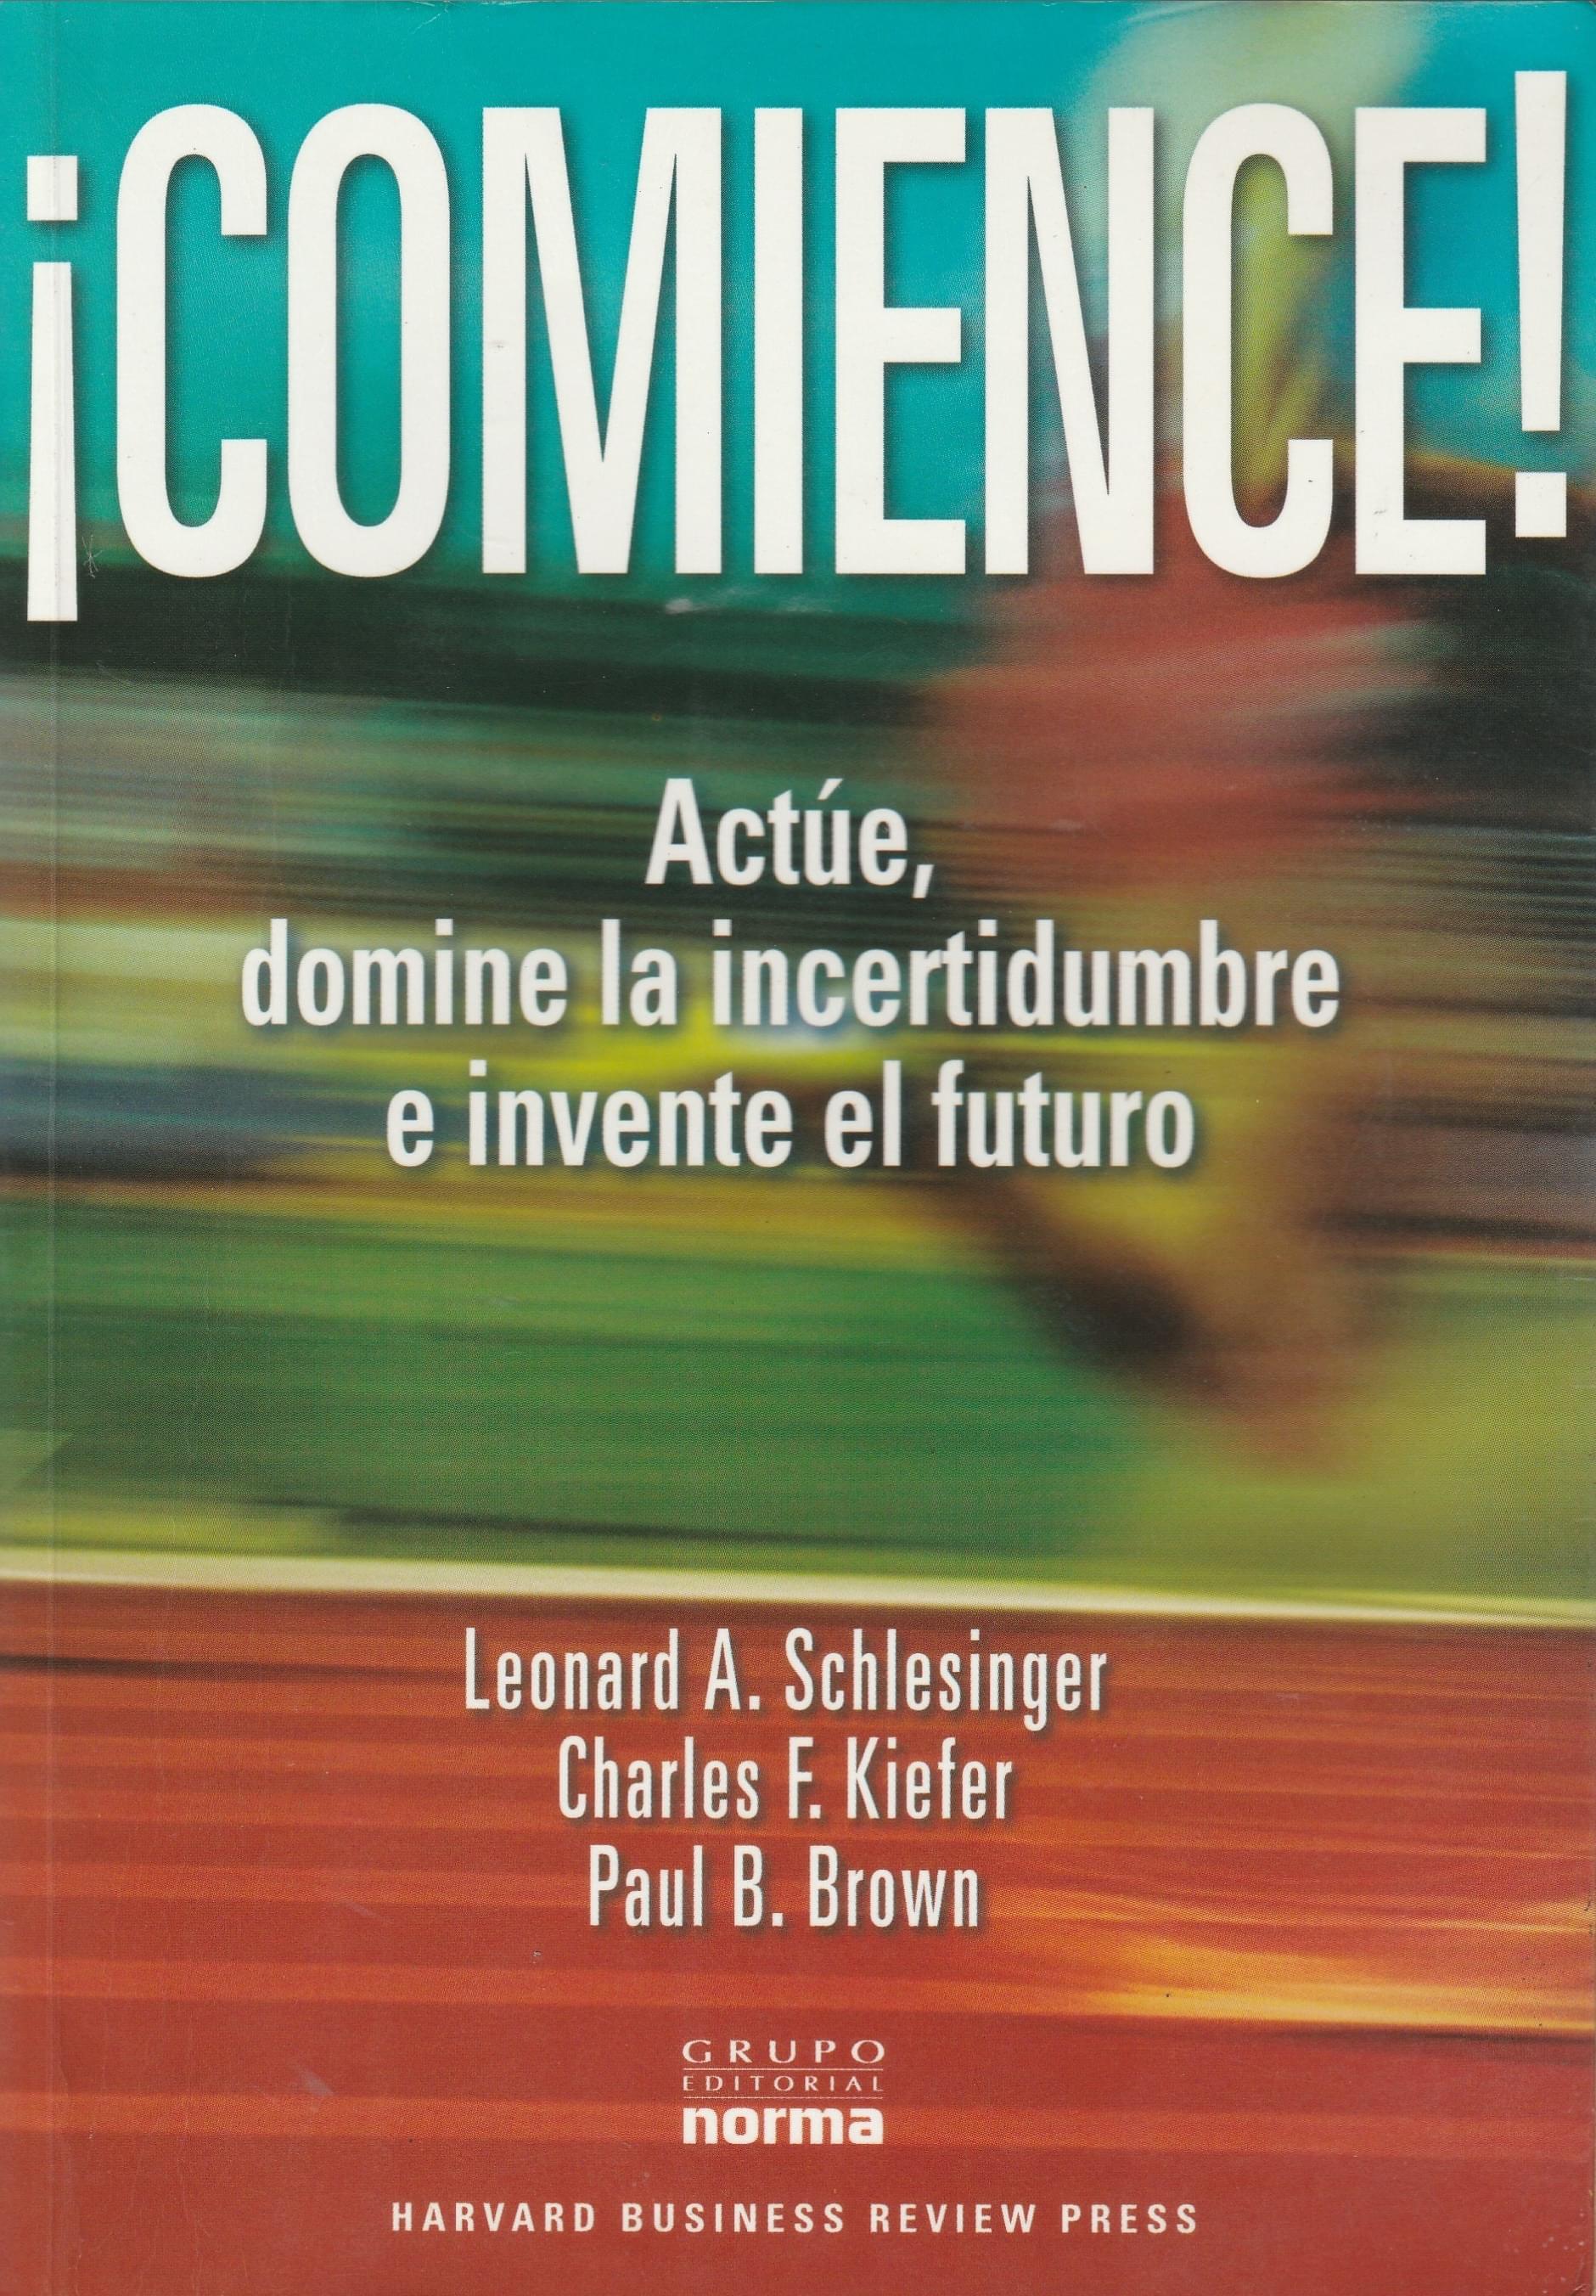 ¡COMIENCE!
Actúe,
domine la incertidumbre
e invente el futuro
Leonard A. Schlesinger
Charles F. Kiefer
Paul B. Brown
GRUPO
EDITORIAL
norma
HARVARD BUSINESS REVIEW PRESS